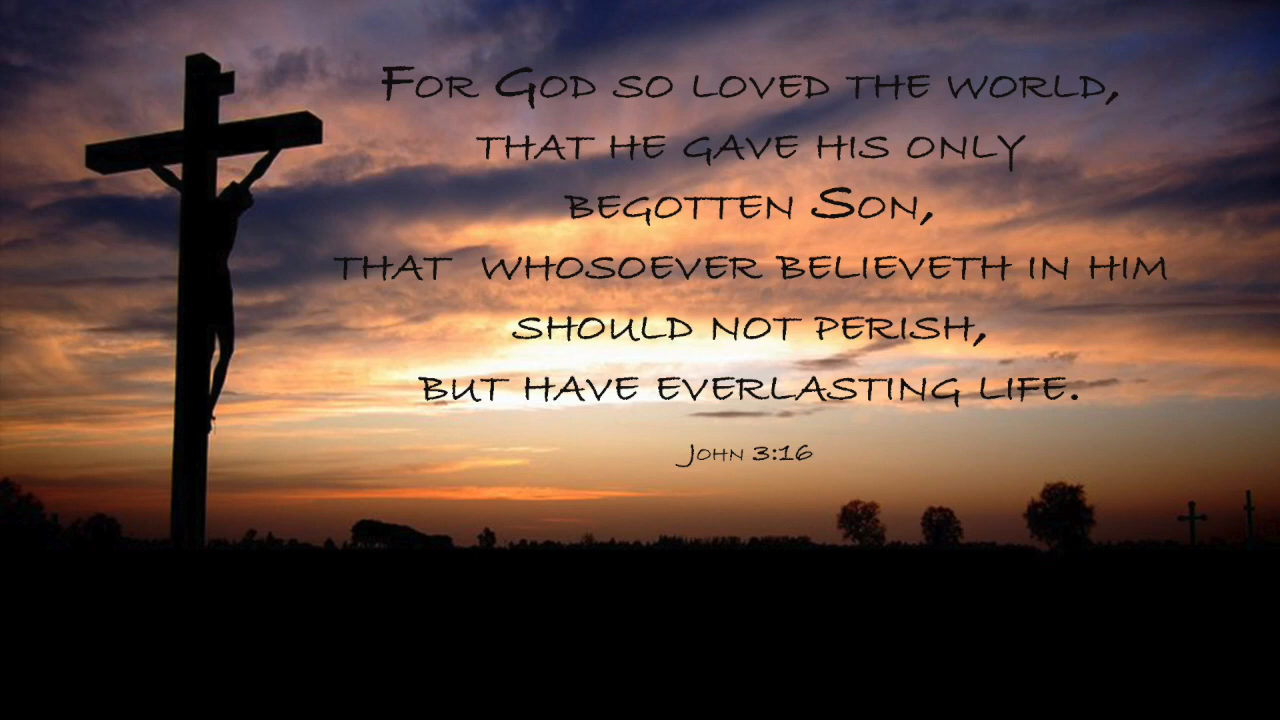 For God so loved the world,
that he gave his only
begotten Son,
that whosoever believeth in him
should not perish,
but have everlasting life.
John 3:16